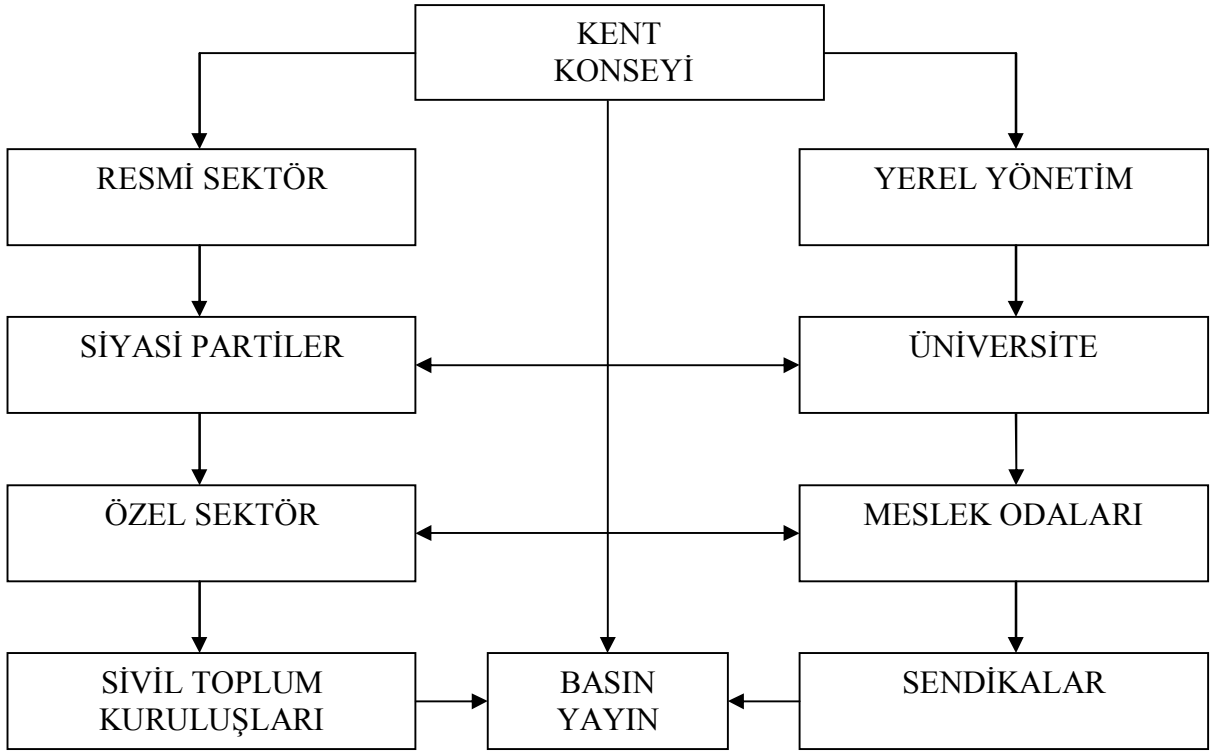 KENT
KONSEYİ
RESMİ SEKTÖR
YEREL YÖNETİM
SİYASİ PARTİLER
ÜNİVERSİTE
ÖZEL SEKTÖR
MESLEK ODALARI
SİVİL TOPLUM
KURULUŞLARI
BASIN
YAYIN
SENDİKALAR